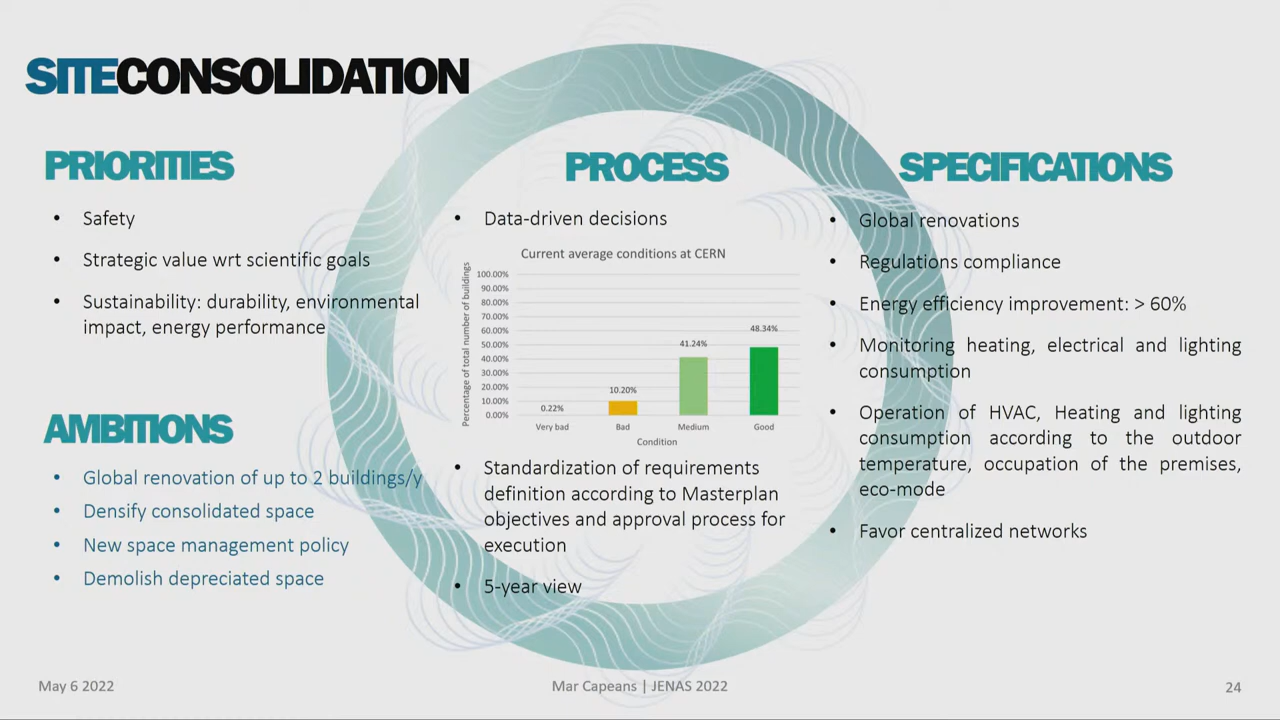 SITECONSOLIDATION
PRIORITIES
• Safety
• Strategic value wrt scientific goals
• Sustainability: durability, environmental
impact, energy performance
AMBITIONS
• Global renovation of up to 2 buildings/y
• Densify consolidated space
• New space management policy
• Demolish depreciated space
PROCESS
• Data-driven decisions
Current average conditions at CERN
Percentage of total number of buildings
100.00%
90.00%
80.00%
70.00%
60.00%
50.00%
40.00%
30.00%
20.00%
10.00%
0.00%
0.22%
10.20%
41.24%
48.34%
Very bad
Bad
Medium
Good
Condition
• Standardization of requirements
definition according to Masterplan
objectives and approval process for
execution
• 5-year view
SPECIFICATIONS
• Global renovations
• Regulations compliance
• Energy efficiency improvement: > 60%
• Monitoring heating, electrical and lighting
consumption
• Operation of HVAC, Heating and lighting
consumption according to the outdoor
temperature, occupation of the premises,
eco-mode
• Favor centralized networks
May 6 2022
Mar Capeans | JENAS 2022
24